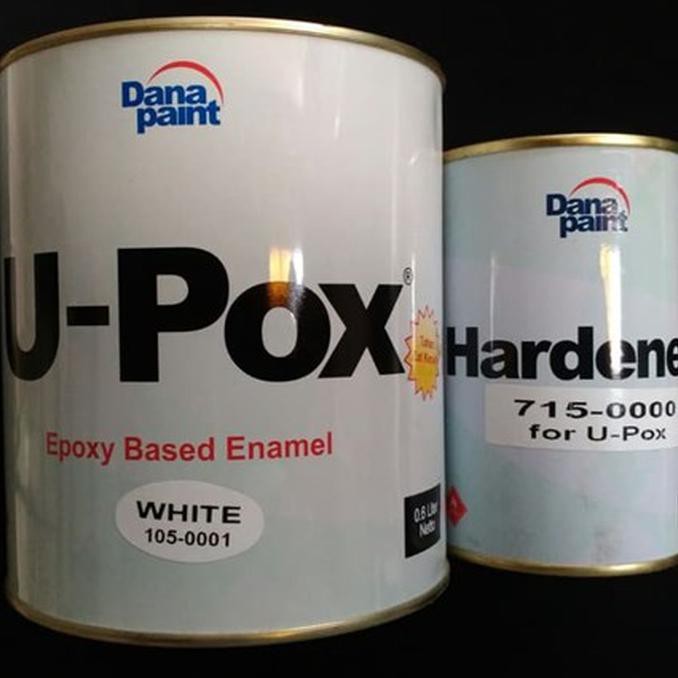 Dana
paint
U-Pox®
Epoxy Based Enamel
WHITE
105-0001
0.6 Liter
Netto
Dana
paint
Hardene
715-0000
for U-Pox